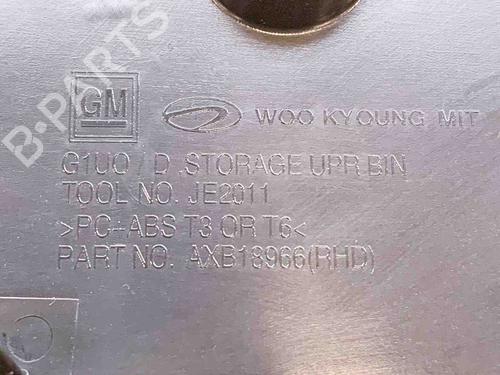 GM
WOO KYOUNG MIT
G1UO / D .STORAGE UPR.BIN
TOOL NO. JE2011
>PC-ABS T3 OR T6<
PART NO. AXB18966(RHD)
B-PARTS